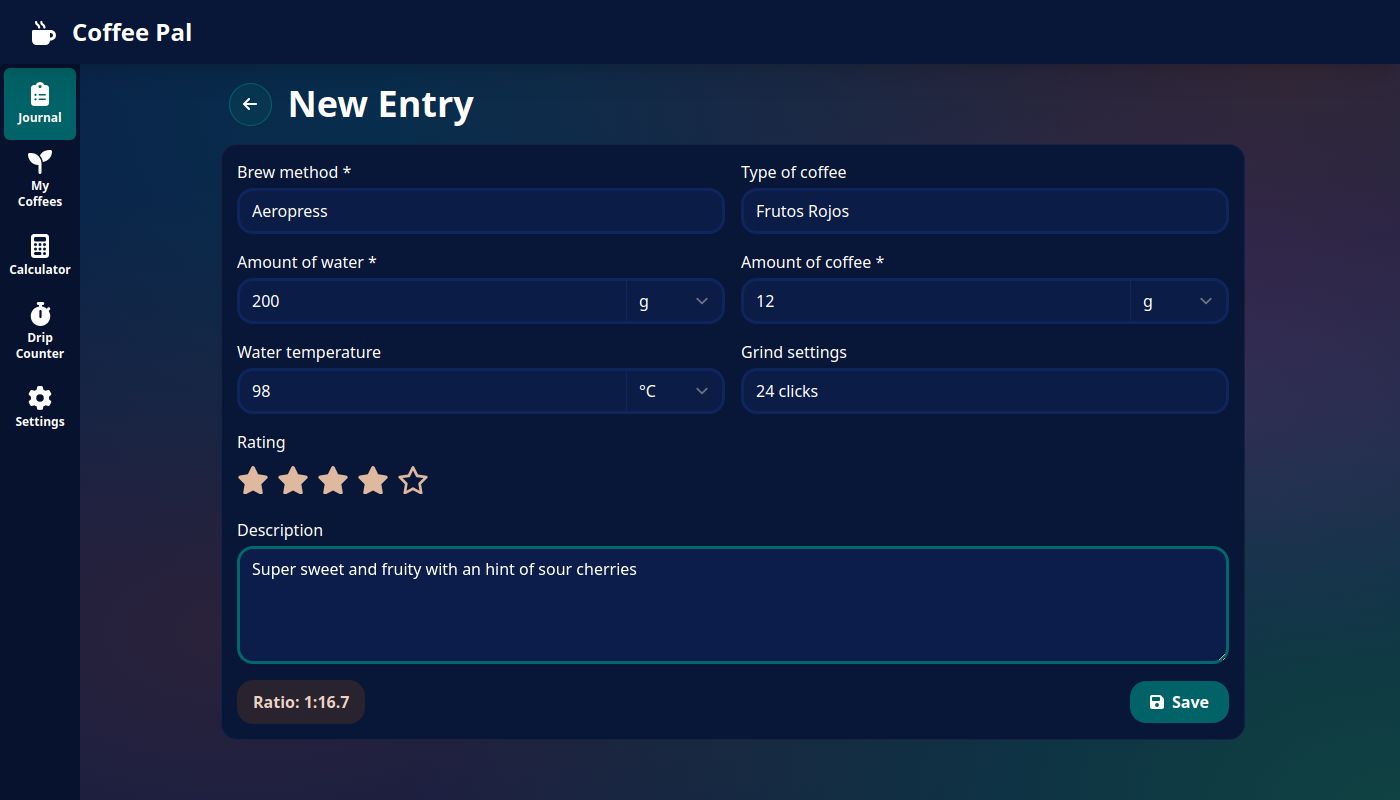 Coffee Pal
Journal
My
Coffees
Calculator
Drip
Counter
Settings
New Entry
Brew method *
Aeropress
Type of coffee
Frutos Rojos
Amount of water *
200
g
Amount of coffee *
12
g
Water temperature
98
°C
Grind settings
24 clicks
Rating
Description
Super sweet and fruity with an hint of sour cherries
Ratio: 1:16.7
Save